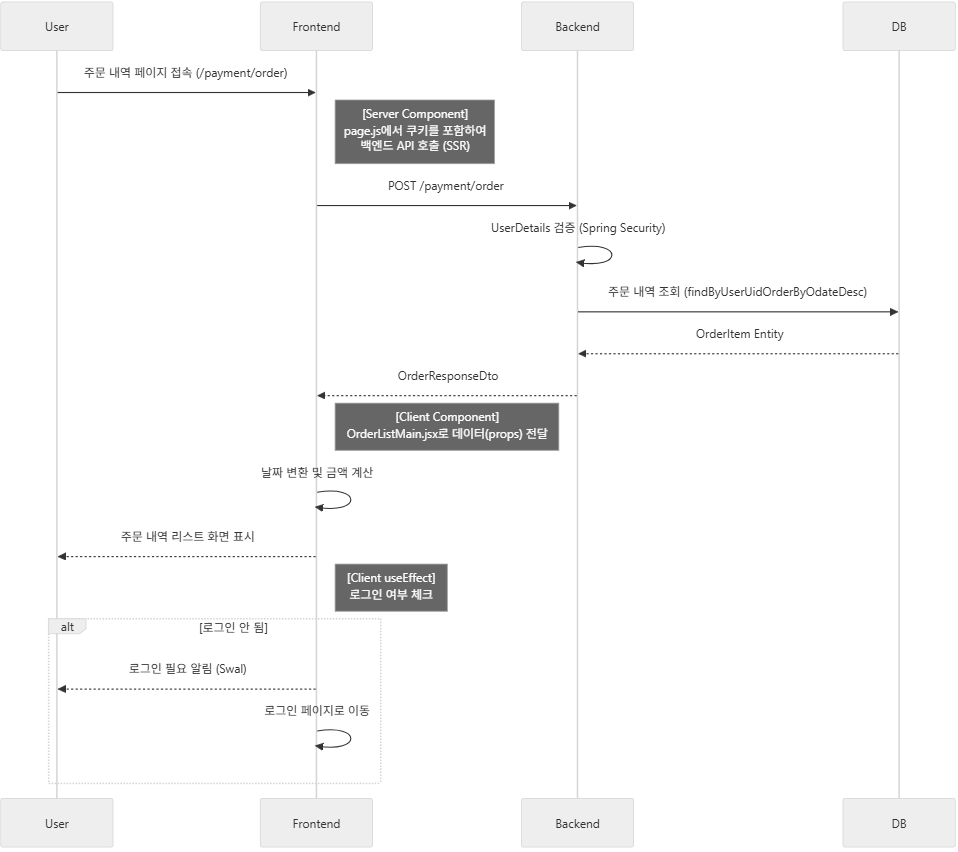 User
Frontend
Backend
DB
주문 내역 페이지 접속 (/payment/order)
[Server Component]
page.js에서 쿠키를 포함하여
백엔드 API 호출 (SSR)
POST /payment/order
UserDetails 검증 (Spring Security)
주문 내역 조회 (findByUserUidOrderByOdateDesc)
OrderItem Entity
OrderResponseDto
[Client Component]
OrderListMain.jsx로 데이터(props) 전달
날짜 변환 및 금액 계산
주문 내역 리스트 화면 표시
[Client useEffect]
로그인 여부 체크
alt
[로그인 안 됨]
로그인 필요 알림 (Swal)
로그인 페이지로 이동
User
Frontend
Backend
DB